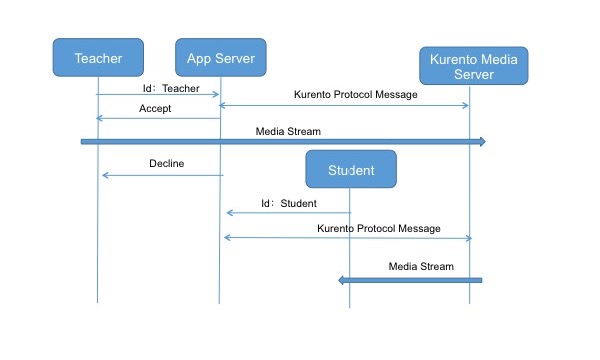 Teacher
App Server
Kurento Media
Server
Id：Teacher
Kurento Protocol Message
Accept
Media Stream
Decline
Student
Id：Student
Kurento Protocol Message
Media Stream